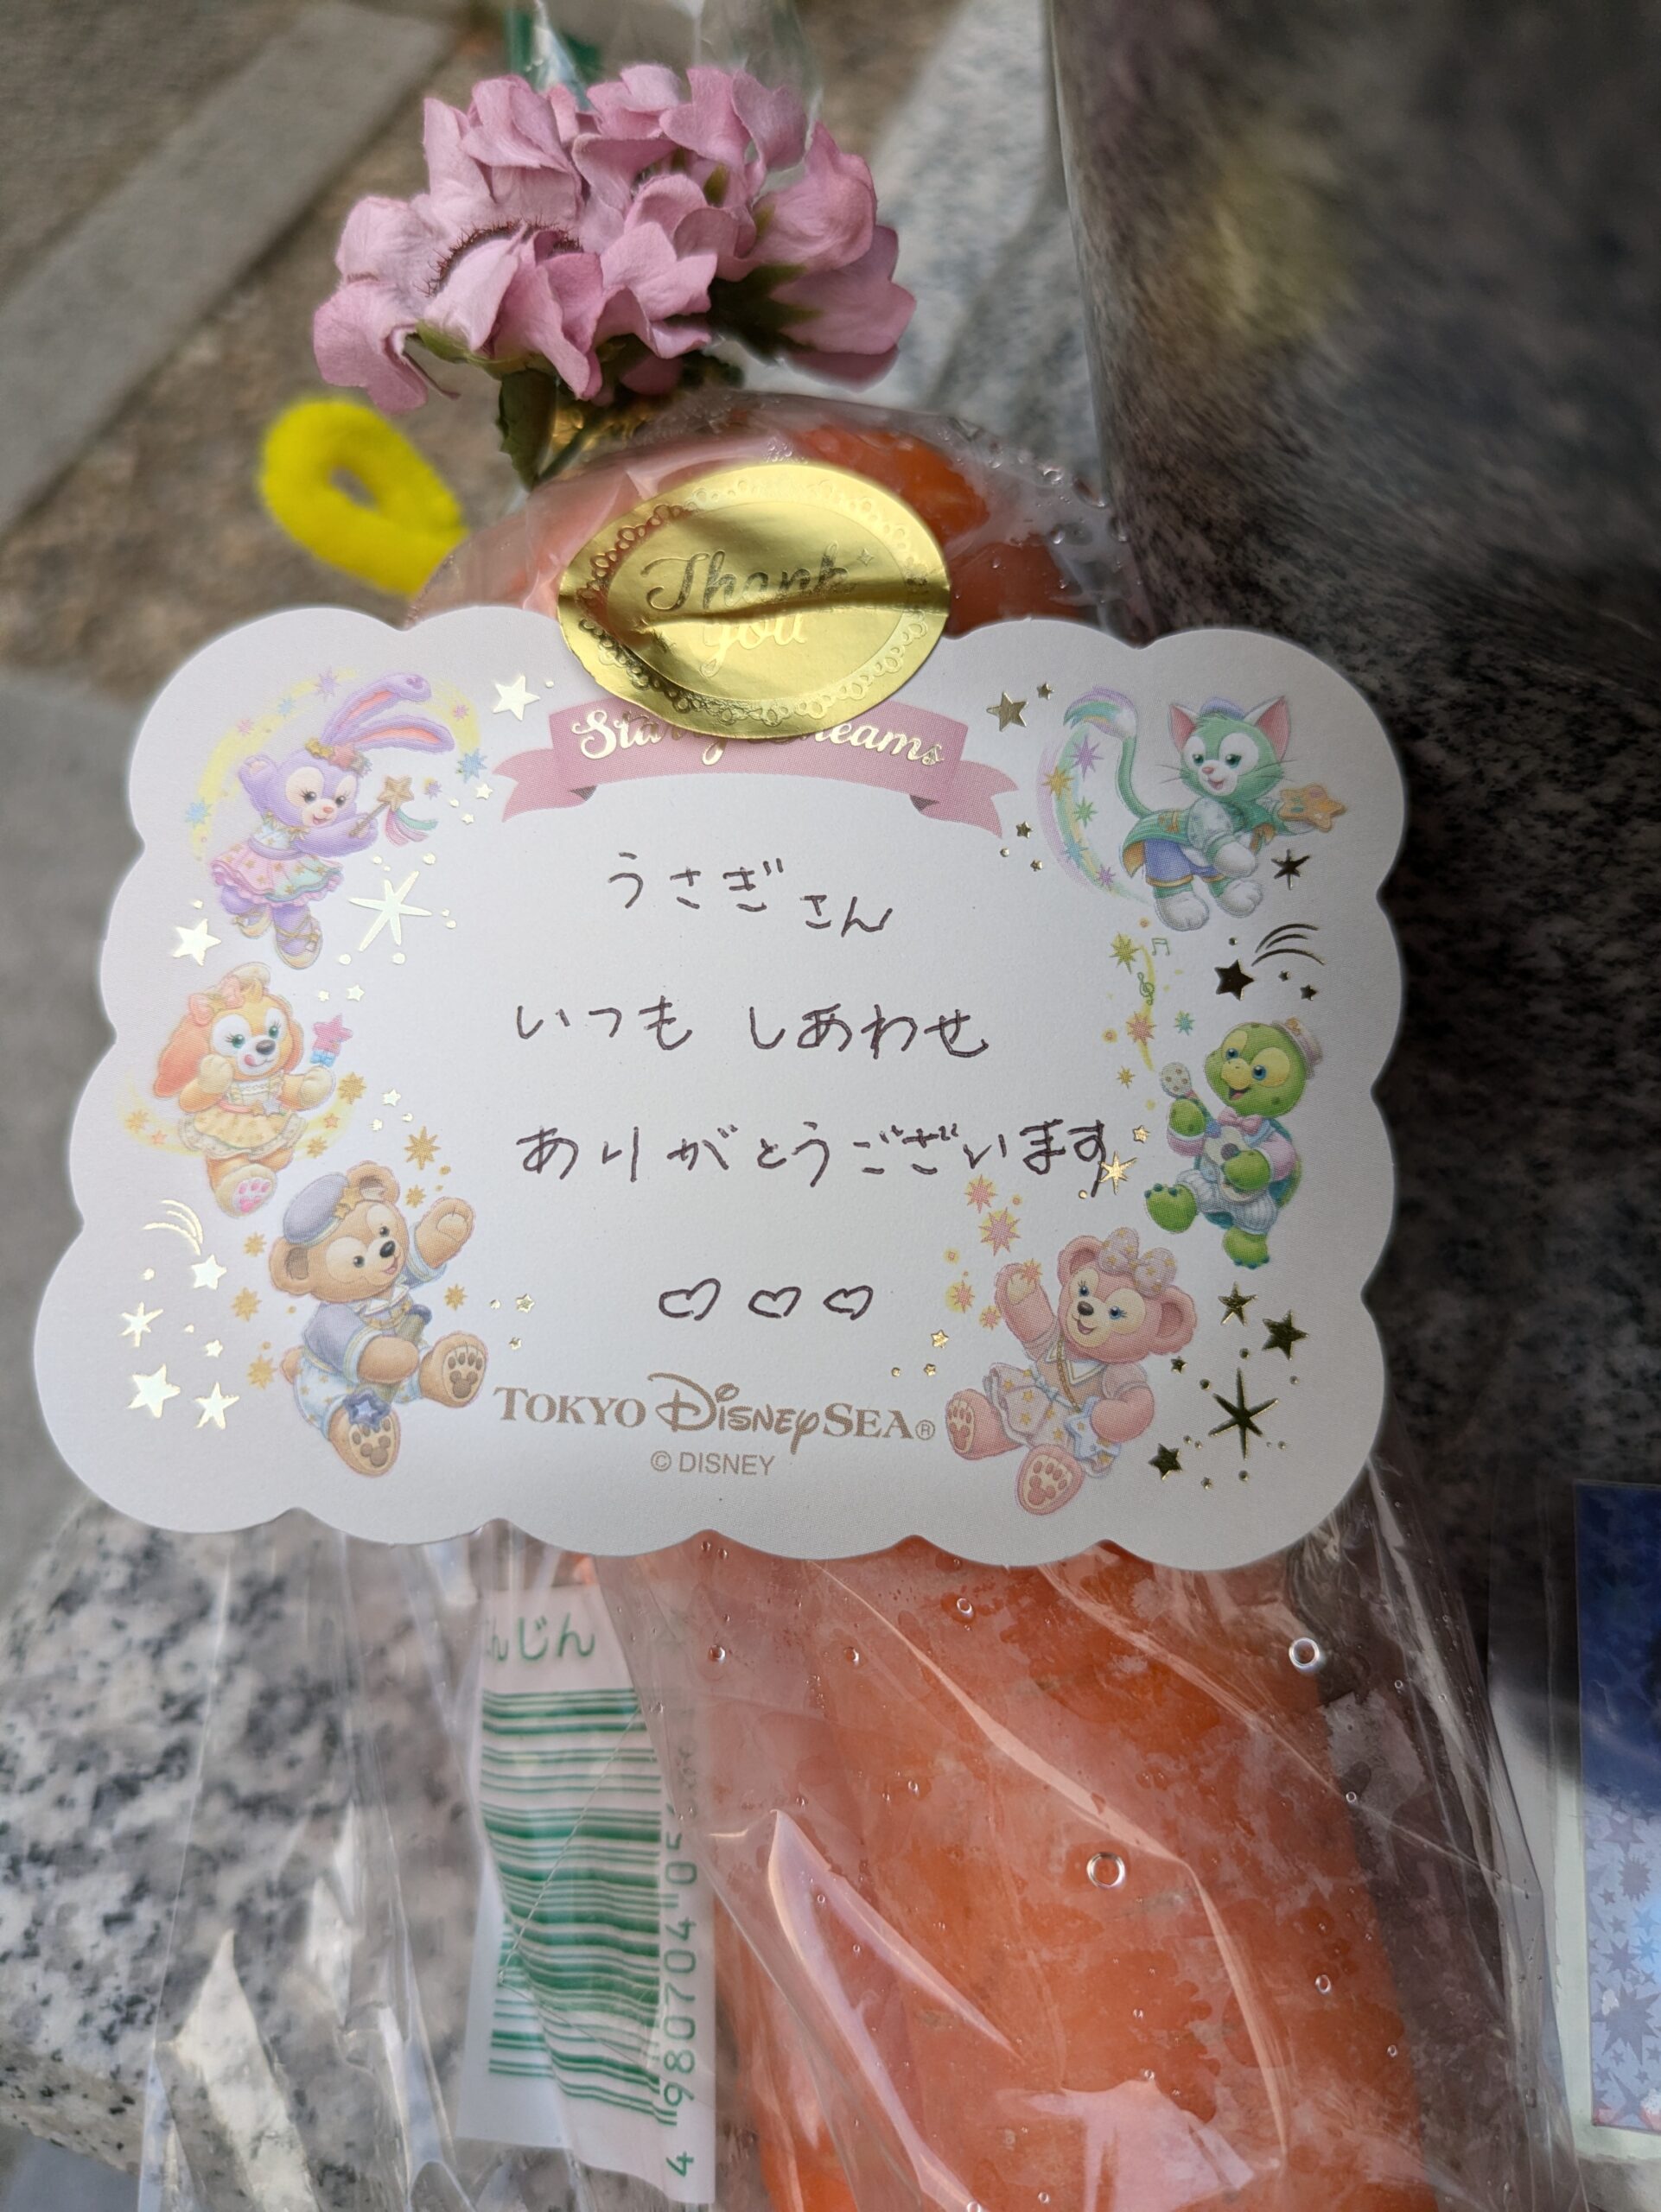 Thank
you
うさぎさん
いつも しあわせ
ありがとうございます
TOKYO DISNEYSEA®
© DISNEY
んじん